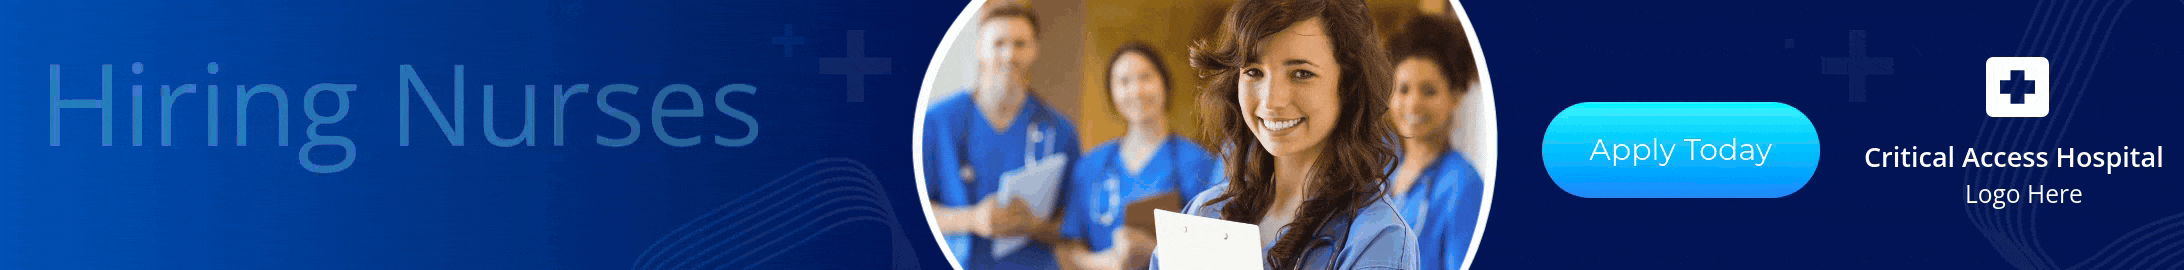 Hiring Nurses
Apply Today
Critical Access Hospital
Logo Here